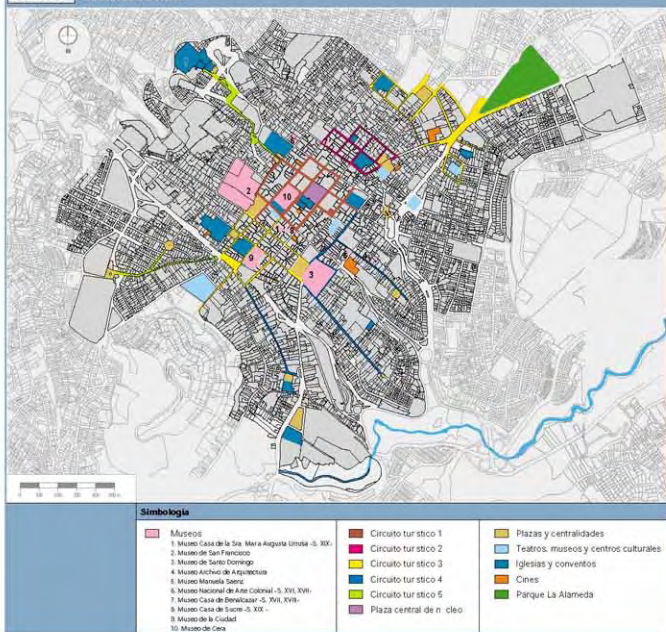 2
10
9
3
Simbología
Museos
1. Museo Casa de la Sra. María Augusta Urrutia -S. XIX-
2. Museo de San Francisco
3. Museo de Santo Domingo
4. Museo Archivo de Arquitectura
5. Museo Manuela Saenz
6. Museo Nacional de Arte Colonial -S. XVI, XVII-
7. Museo Casa de Benalcazar -S. XVII, XVIII-
8. Museo Casa de Sucre -S. XIX -
9. Museo de la Ciudad
10. Museo de Cera
Circuito tur stico 1
Circuito tur stico 2
Circuito tur stico 3
Circuito tur stico 4
Circuito tur stico 5
Plaza central de n cleo
Plazas y centralidades
Teatros, museos y centros culturales
Iglesias y conventos
Cines
Parque La Alameda